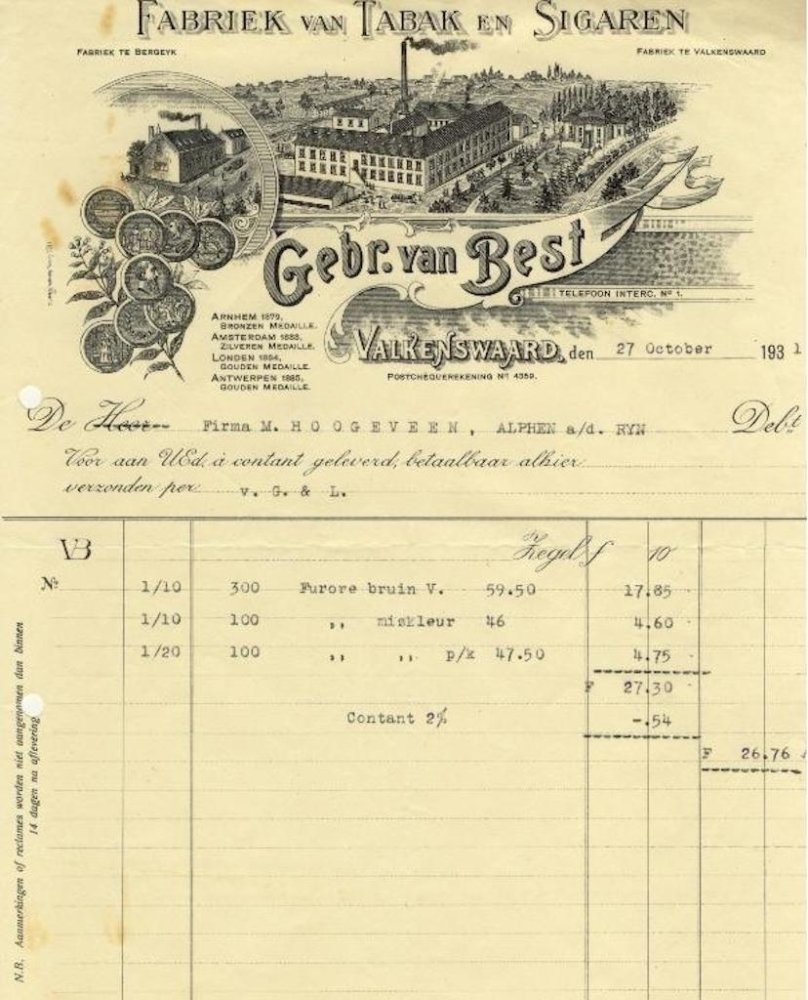 FABRIEK VAN TABAK EN SIGAREN
FABRIEK TE BERGEYK
FABRIEK TE VALKENSWAARD
Gebr. van Best
TELEFOON INTERC. No 1.
ARNHEM 1879,
BRONZEN MEDAILLE.
AMSTERDAM 1883,
ZILVEREN MEDAILLE.
LONDEN 1884,
GOUDEN MEDAILLE.
ANTWERPEN 1885,
GOUDEN MEDAILLE.
VALKENSWAARD, den 27 October 1931
POSTCHÈQUEREKENING No 4359.
De Heer Firma M. HOOGEVEEN, ALPHEN a/d. RYN Debt
Voor aan UEd, à contant geleverd, betaalbaar alhier
verzonden per v. G. & L.
VB Zegel f 10
No 1/10 300 Furore bruin V. 59.50 17.85
1/10 100 ,, miskleur 46 4.60
1/20 100 ,, ,, p/k 47.50 4.75
F 27.30
Contant 2% -.54
F 26.76
N.B. Aanmerkingen of reclames worden niet aangenomen dan binnen
14 dagen na aflevering